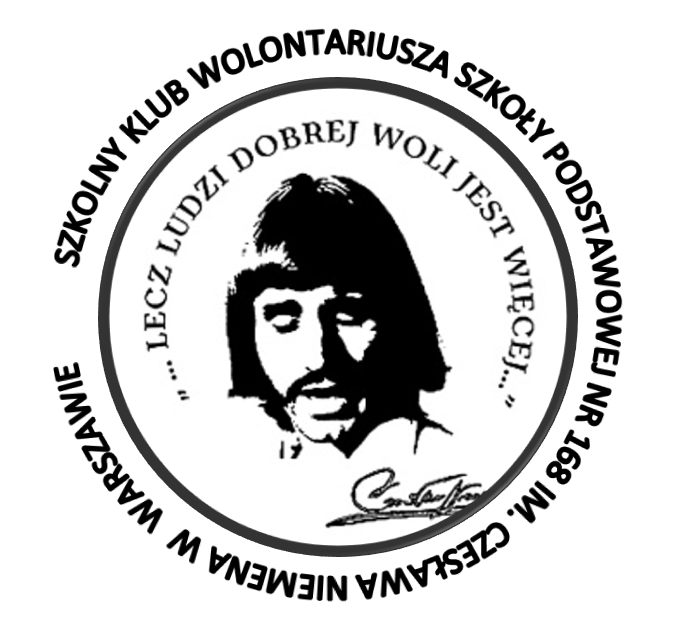 SZKOLNY KLUB WOLONTARIUSZA SZKOŁY PODSTAWOWEJ NR 168 IM. CZESŁAWA NIEMENA W WARSZAWIE
"... LECZ LUDZI DOBREJ WOLI JEST WIĘCEJ..."